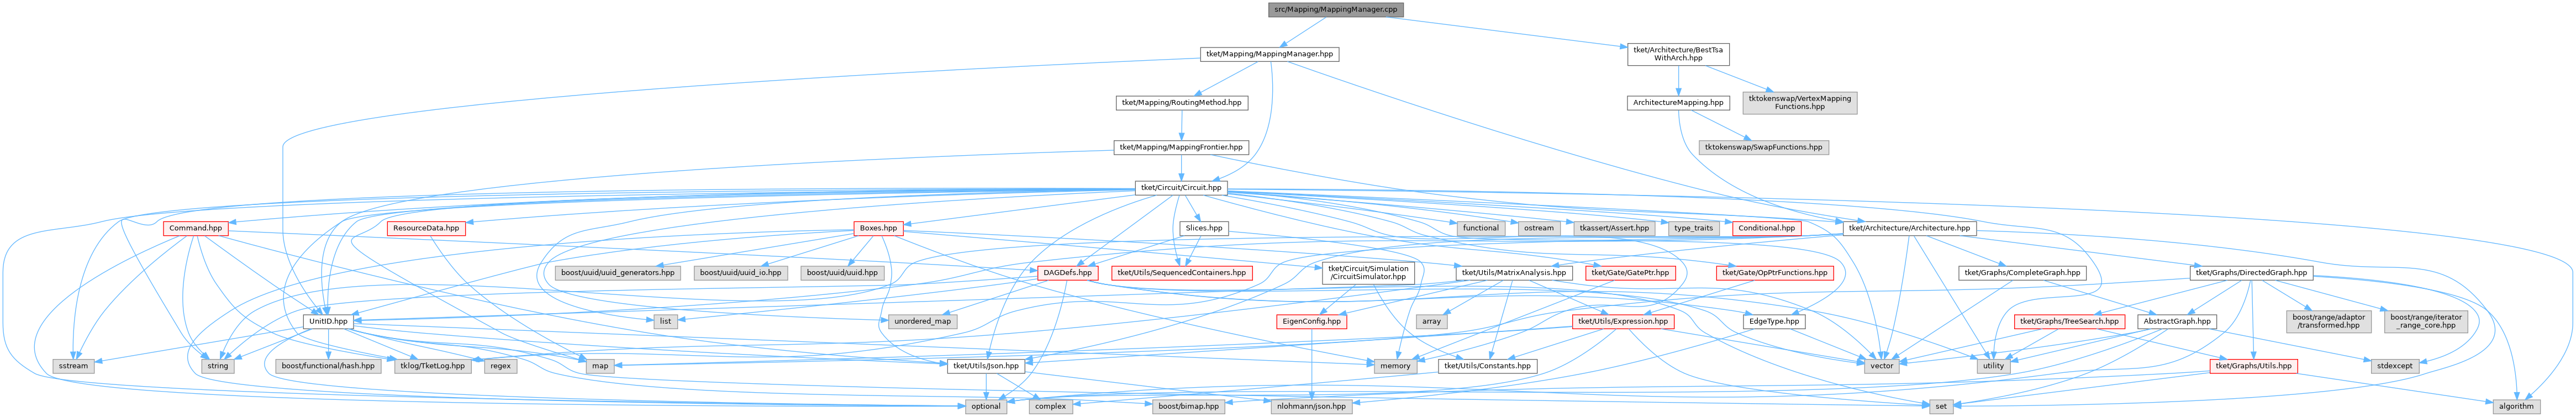 src/Mapping/MappingManager.cpp
tket/Mapping/MappingManager.hpp
tket/Architecture/BestTsa
WithArch.hpp
tket/Mapping/RoutingMethod.hpp
ArchitectureMapping.hpp
tktokenswap/VertexMapping
Functions.hpp
tket/Mapping/MappingFrontier.hpp
tktokenswap/SwapFunctions.hpp
tket/Circuit/Circuit.hpp
Command.hpp
ResourceData.hpp
Boxes.hpp
Slices.hpp
functional
ostream
tkassert/Assert.hpp
type_traits
Conditional.hpp
tket/Architecture/Architecture.hpp
boost/uuid/uuid_generators.hpp
boost/uuid/uuid_io.hpp
boost/uuid/uuid.hpp
DAGDefs.hpp
tket/Utils/SequencedContainers.hpp
tket/Circuit/Simulation
/CircuitSimulator.hpp
tket/Utils/MatrixAnalysis.hpp
tket/Gate/GatePtr.hpp
tket/Gate/OpPtrFunctions.hpp
tket/Graphs/CompleteGraph.hpp
tket/Graphs/DirectedGraph.hpp
UnitID.hpp
list
unordered_map
EigenConfig.hpp
array
tket/Utils/Expression.hpp
EdgeType.hpp
tket/Graphs/TreeSearch.hpp
AbstractGraph.hpp
boost/range/adaptor
/transformed.hpp
boost/range/iterator
_range_core.hpp
sstream
string
boost/functional/hash.hpp
tklog/TketLog.hpp
regex
map
tket/Utils/Json.hpp
memory
tket/Utils/Constants.hpp
vector
utility
tket/Graphs/Utils.hpp
stdexcept
optional
complex
boost/bimap.hpp
nlohmann/json.hpp
set
algorithm